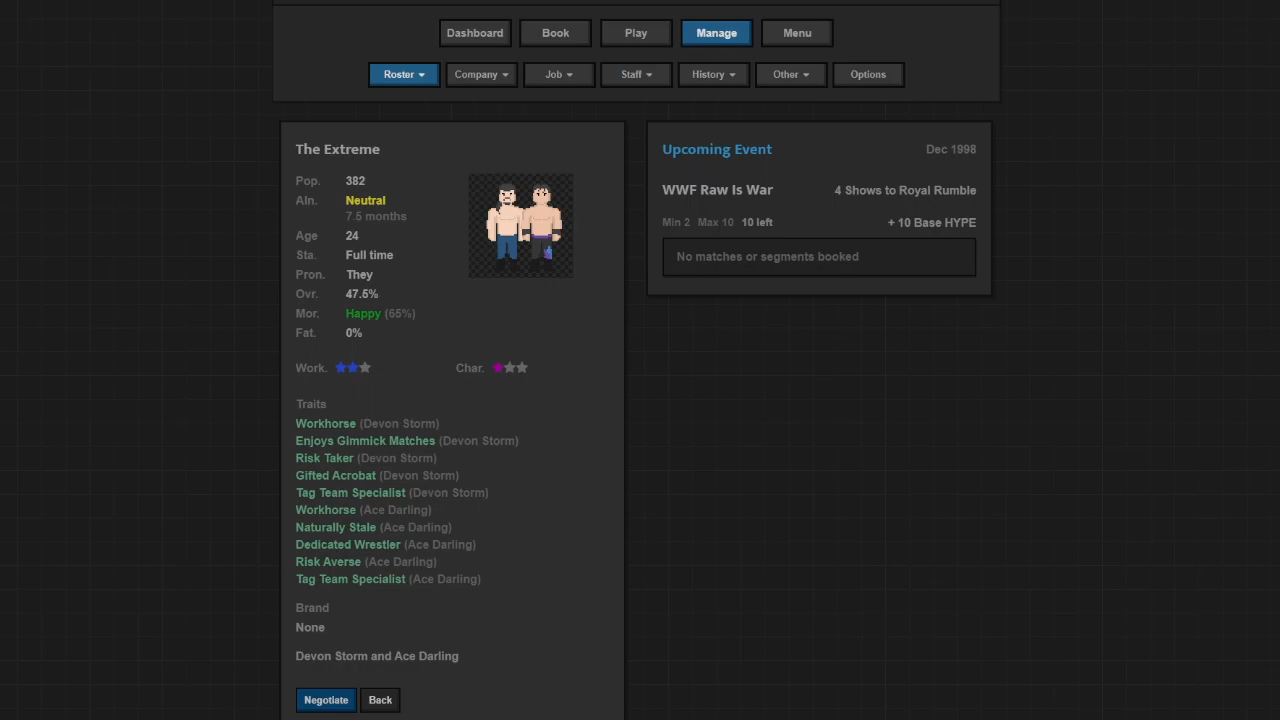 Dashboard Book Play Manage Menu
Roster Company Job Staff History Other Options
The Extreme
Pop. 382
Aln. Neutral
7.5 months
Age 24
Sta. Full time
Pron. They
Ovr. 47.5%
Mor. Happy (65%)
Fat. 0%
Work. Char.
Traits
Workhorse (Devon Storm)
Enjoys Gimmick Matches (Devon Storm)
Risk Taker (Devon Storm)
Gifted Acrobat (Devon Storm)
Tag Team Specialist (Devon Storm)
Workhorse (Ace Darling)
Naturally Stale (Ace Darling)
Dedicated Wrestler (Ace Darling)
Risk Averse (Ace Darling)
Tag Team Specialist (Ace Darling)
Brand
None
Devon Storm and Ace Darling
Negotiate Back
Upcoming Event Dec 1998
WWF Raw Is War 4 Shows to Royal Rumble
Min 2 Max 10 10 left + 10 Base HYPE
No matches or segments booked